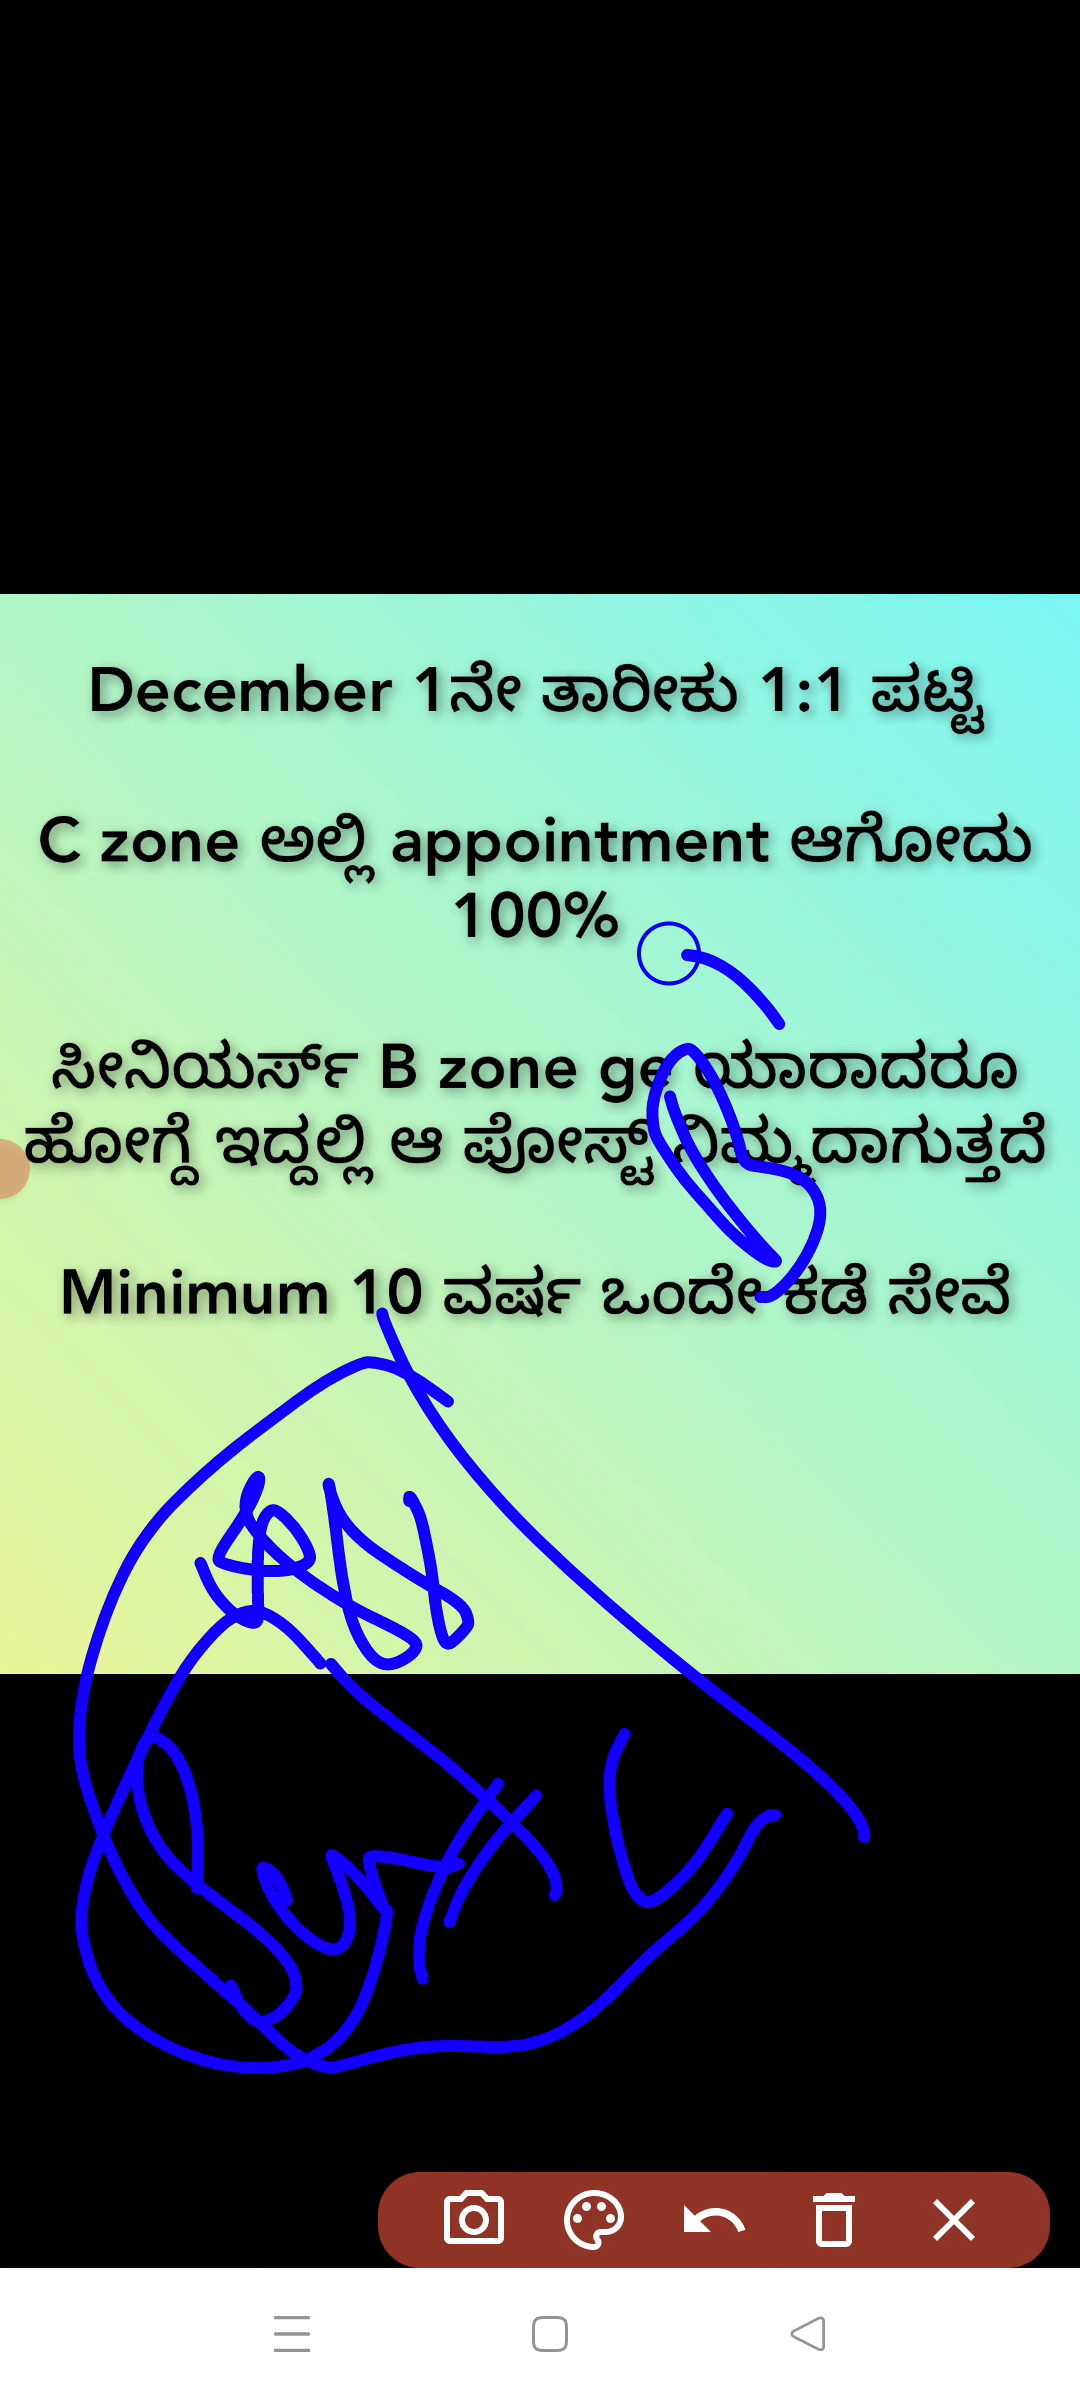 December 1ನೇ ತಾರೀಕು 1:1 ಪಟ್ಟಿ
C zone ಅಲ್ಲಿ appointment ಆಗೋದು
100%
ಸೀನಿಯರ್ಸ್ B zone ge ಯಾರಾದರೂ
ಹೋಗ್ದೆ ಇದ್ದಲ್ಲಿ ಆ ಪೋಸ್ಟ್ ನಿಮ್ಮದಾಗುತ್ತದೆ
Minimum 10 ವರ್ಷ ಒಂದೇ ಕಡೆ ಸೇವೆ